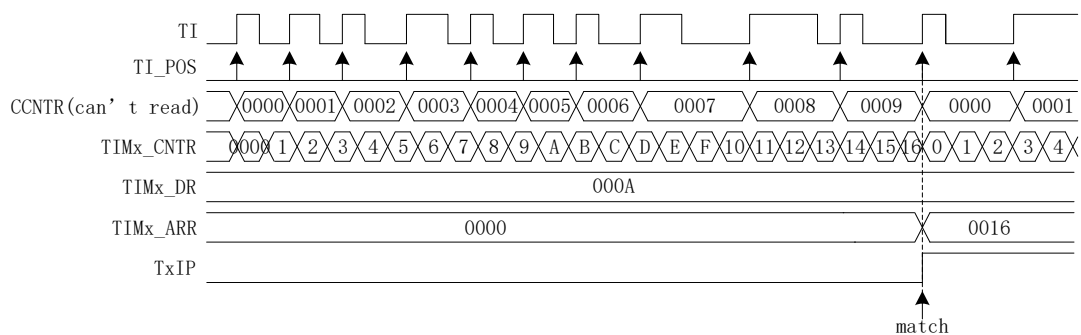 TI
TI_POS
CCNTR(can't read) 0000 0001 0002 0003 0004 0005 0006 0007 0008 0009 0000 0001
TIMx_CNTR 0000 1 2 3 4 5 6 7 8 9 A B C D E F 10 11 12 13 14 15 16 0 1 2 3 4
TIMx_DR 000A
TIMx_ARR 0000 0016
TxIP
match